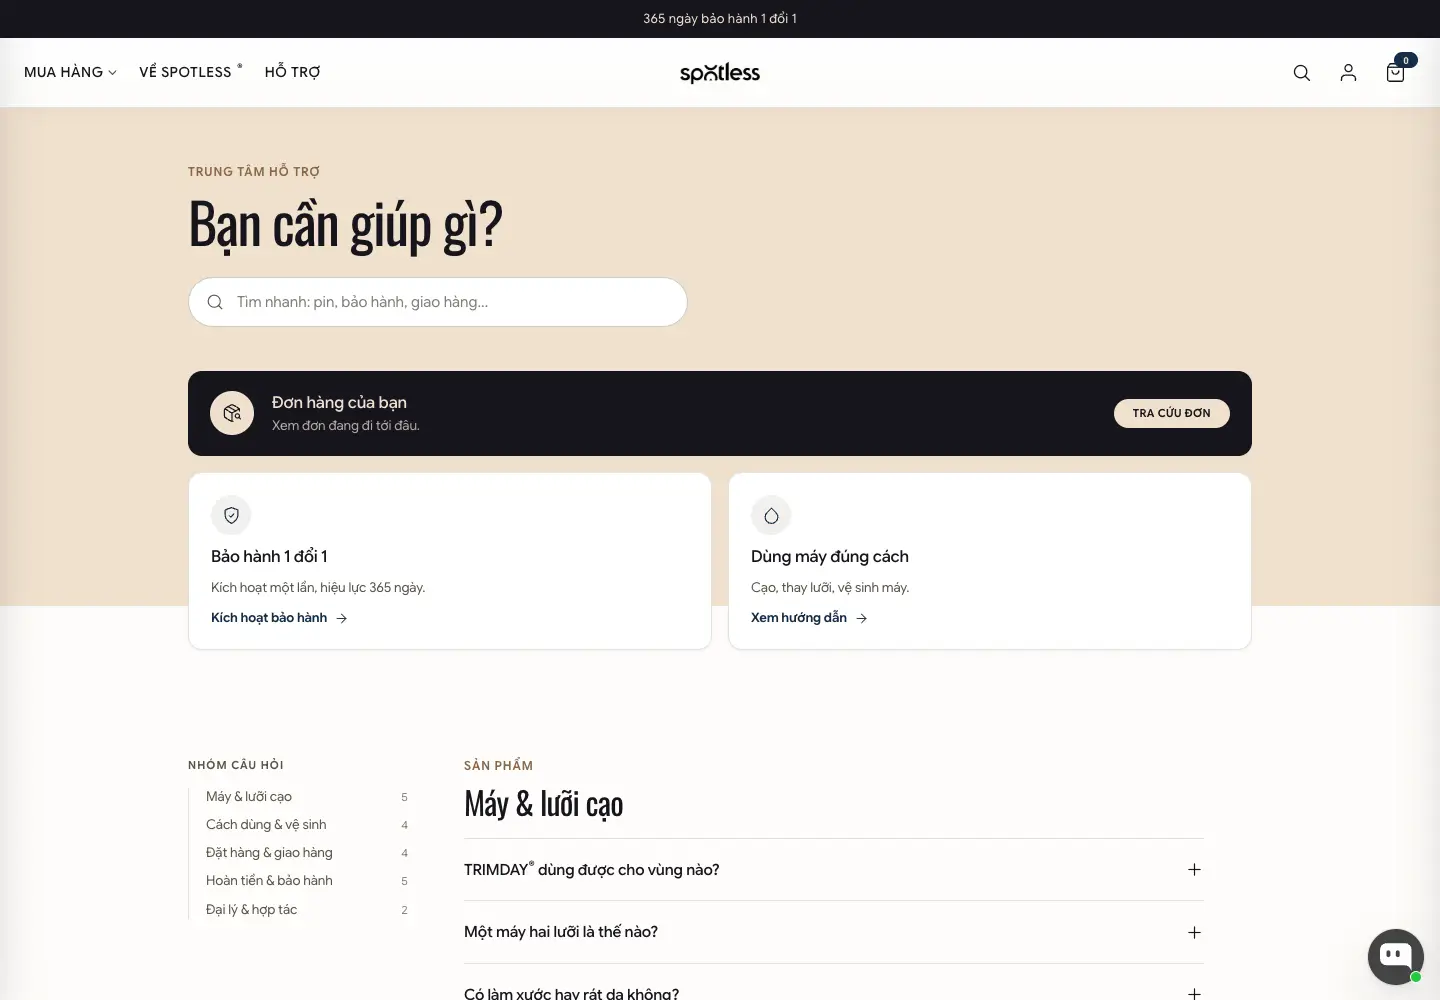 365 ngày bảo hành 1 đổi 1
MUA HÀNG
VỀ SPOTLESS ®
HỖ TRỢ
spotless
0
TRUNG TÂM HỖ TRỢ
Bạn cần giúp gì?
Tìm nhanh: pin, bảo hành, giao hàng...
Đơn hàng của bạn
Xem đơn đang đi tới đâu.
TRA CỨU ĐƠN
Bảo hành 1 đổi 1
Kích hoạt một lần, hiệu lực 365 ngày.
Kích hoạt bảo hành →
Dùng máy đúng cách
Cạo, thay lưỡi, vệ sinh máy.
Xem hướng dẫn →
NHÓM CÂU HỎI
Máy & lưỡi cạo 5
Cách dùng & vệ sinh 4
Đặt hàng & giao hàng 4
Hoàn tiền & bảo hành 5
Đại lý & hợp tác 2
SẢN PHẨM
Máy & lưỡi cạo
TRIMDAY® dùng được cho vùng nào?
Một máy hai lưỡi là thế nào?
Có làm xước hay rát da không?